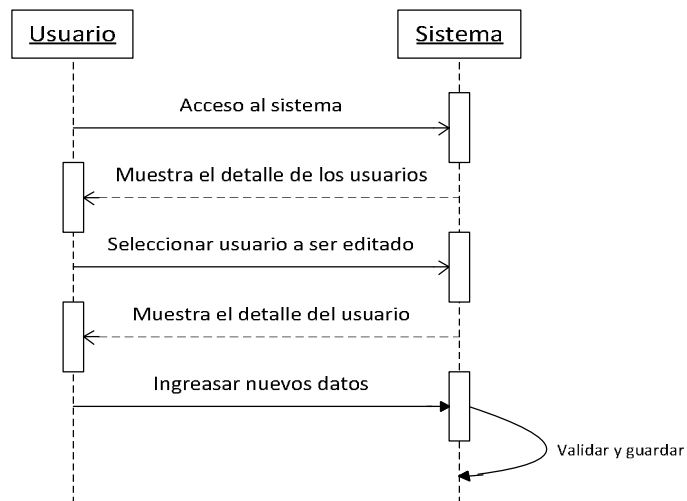 Usuario
Sistema
Acceso al sistema
Muestra el detalle de los usuarios
Seleccionar usuario a ser editado
Muestra el detalle del usuario
Ingreasar nuevos datos
Validar y guardar